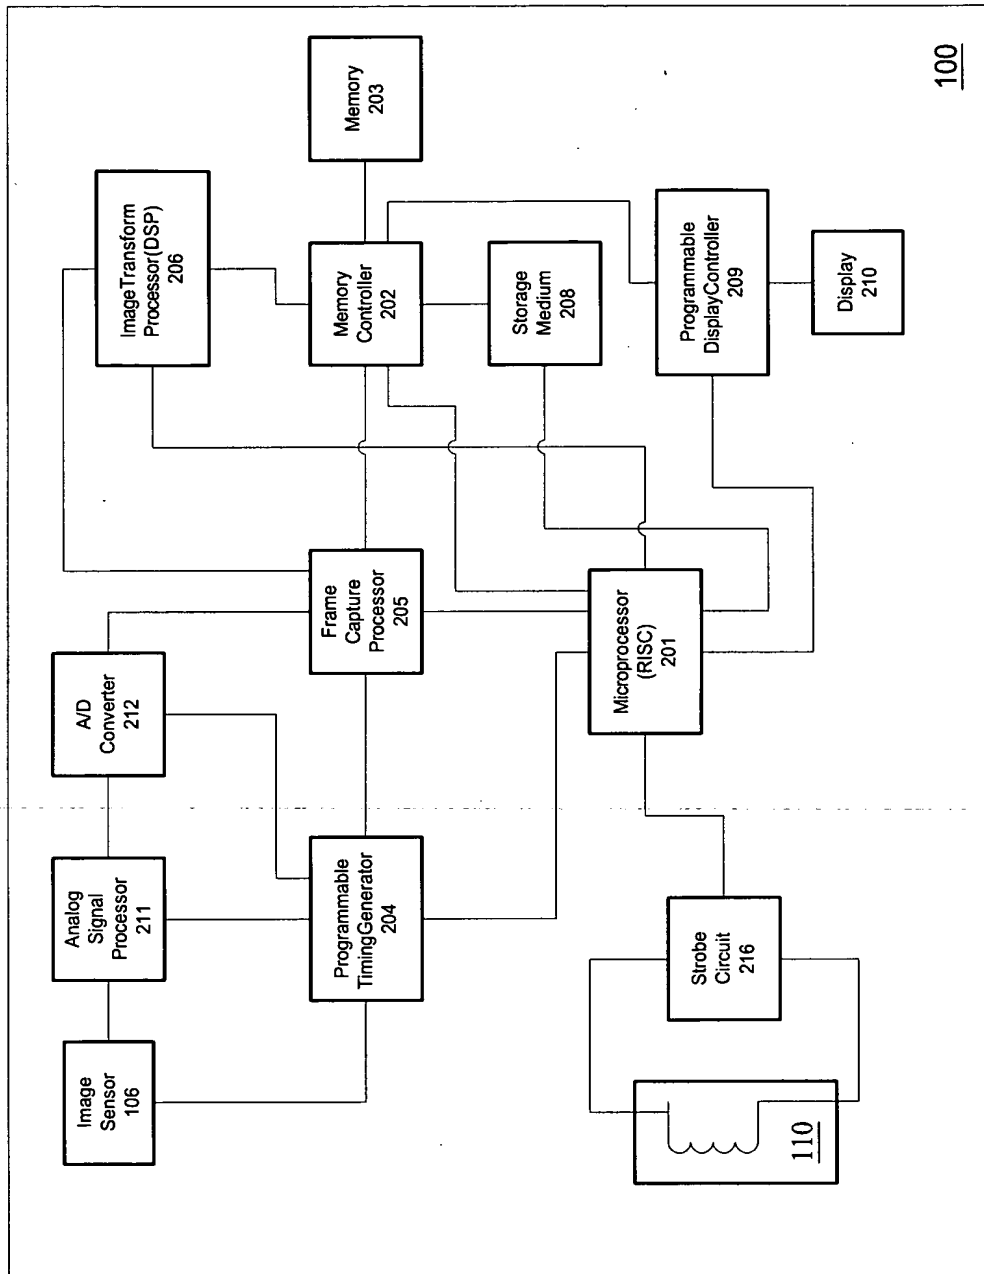 Image
Sensor
106
Analog
Signal
Processor
211
A/D
Converter
212
ImageTransform
Processor(DSP)
206
Programmable
TimingGenerator
204
Frame
Capture
Processor
205
Memory
Controller
202
Memory
203
Storage
Medium
208
Microprocessor
(RISC)
201
Programmable
DisplayController
209
Strobe
Circuit
216
Display
210
110
100